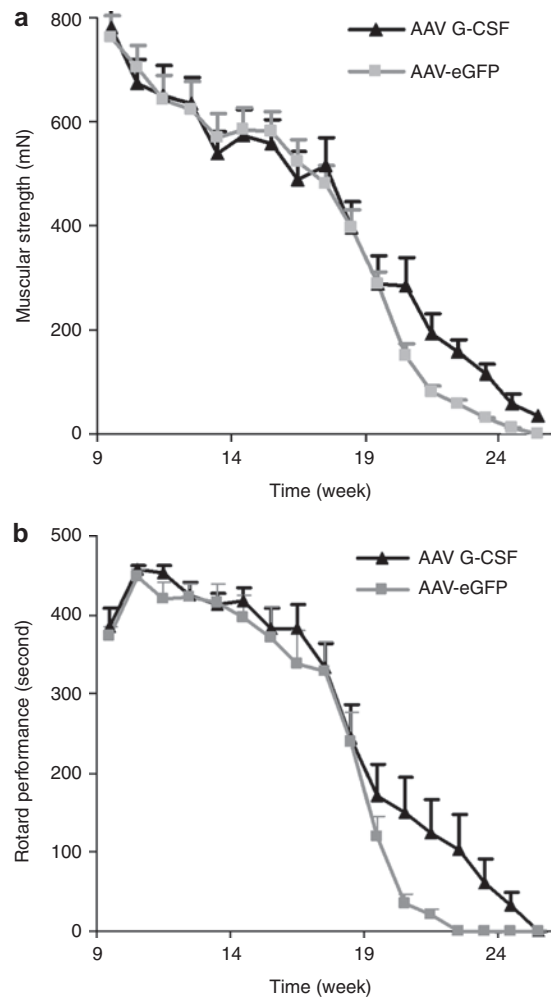 a
AAV G-CSF
AAV-eGFP
Muscular strength (mN)
800
600
400
200
0
9 14 19 24
Time (week)
b
AAV G-CSF
AAV-eGFP
Rotard performance (second)
500
400
300
200
100
0
9 14 19 24
Time (week)